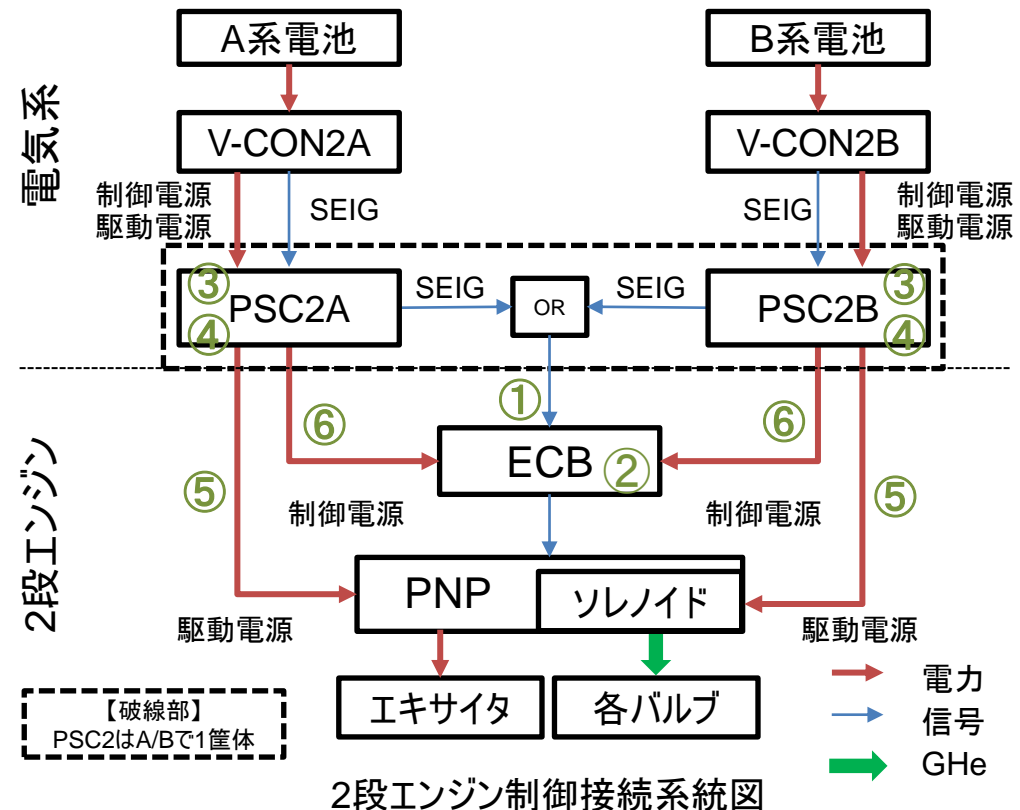 A系電池
B系電池
電気系
V-CON2A
V-CON2B
制御電源
駆動電源
SEIG
SEIG
制御電源
駆動電源
③
PSC2A
④
SEIG
OR
SEIG
③
PSC2B
④
①
⑥
⑥
ECB
②
⑤
⑤
制御電源
制御電源
2段エンジン
PNP
ソレノイド
駆動電源
駆動電源
エキサイタ
各バルブ
電力
信号
GHe
【破線部】
PSC2はA/Bで1筐体
2段エンジン制御接続系統図